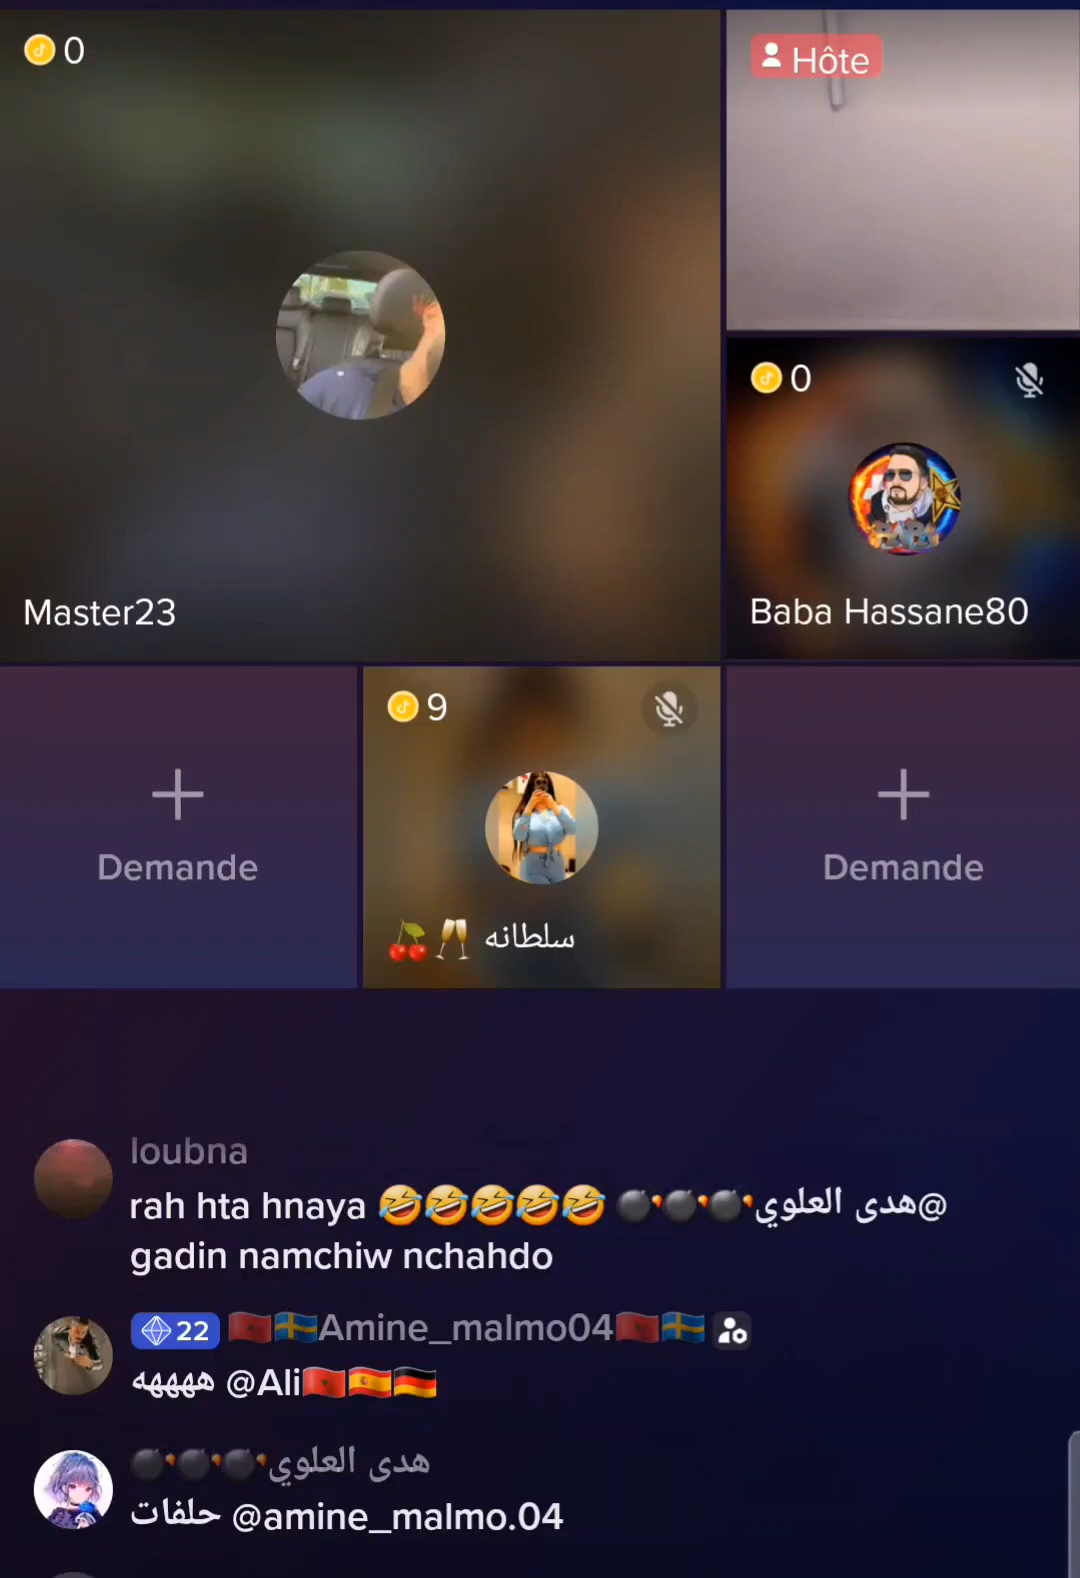 0
Hôte
0
Master23
Baba Hassane80
9
Demande
Demande
🍒🥂 سلطانه
loubna
rah hta hnaya 🤣🤣🤣🤣🤣 💣💣💣هدى العلوي@
gadin namchiw nchahdo
22 🇲🇦🇸🇪Amine_malmo04🇲🇦🇸🇪
ههههه @Ali🇲🇦🇪🇸🇩🇪
💣💣💣هدى العلوي
حلفات @amine_malmo.04